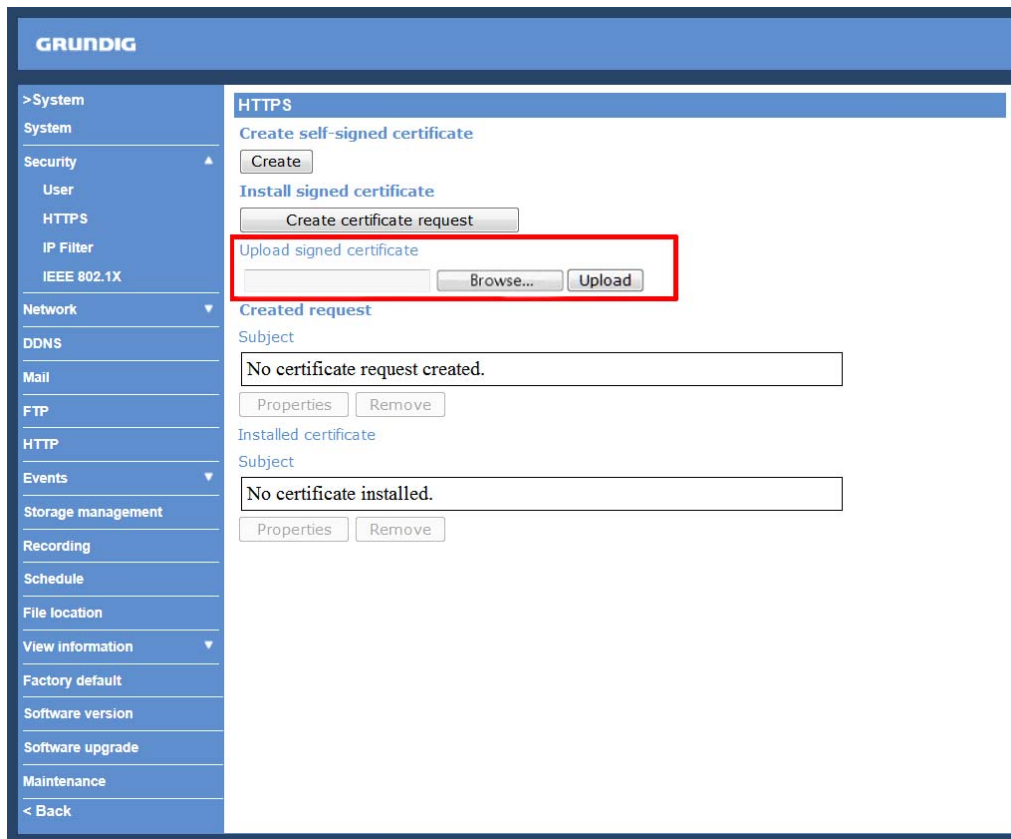 GRUNDIG
>System
System
Security
User
HTTPS
IP Filter
IEEE 802.1X
Network
DDNS
Mail
FTP
HTTP
Events
Storage management
Recording
Schedule
File location
View information
Factory default
Software version
Software upgrade
Maintenance
< Back
HTTPS
Create self-signed certificate
Create
Install signed certificate
Create certificate request
Upload signed certificate
Browse... Upload
Created request
Subject
No certificate request created.
Properties Remove
Installed certificate
Subject
No certificate installed.
Properties Remove